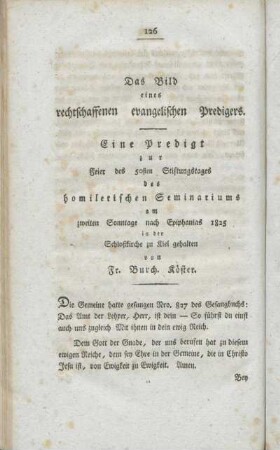 126
Das Bild
eines
rechtschaffenen evangelischen Predigers.
Eine Predigt
zur
Feier des 50sten Stiftungstages
des
homiletischen Seminariums
am
zweiten Sonntage nach Epiphanias 1825
in der
Schloßkirche zu Kiel gehalten
von
Fr. Burch. Köster.
Die Gemeine hatte gesungen Nro. 827 des Gesangbuchs:
Das Amt der Lehrer, Herr, ist dein — So führst du einst
auch uns zugleich Mit ihnen in dein ewig Reich.
Dem Gott der Gnade, der uns berufen hat zu diesem
ewigen Reiche, dem sey Ehre in der Gemeine, die in Christo
Jesu ist, von Ewigkeit zu Ewigkeit. Amen.
Bey